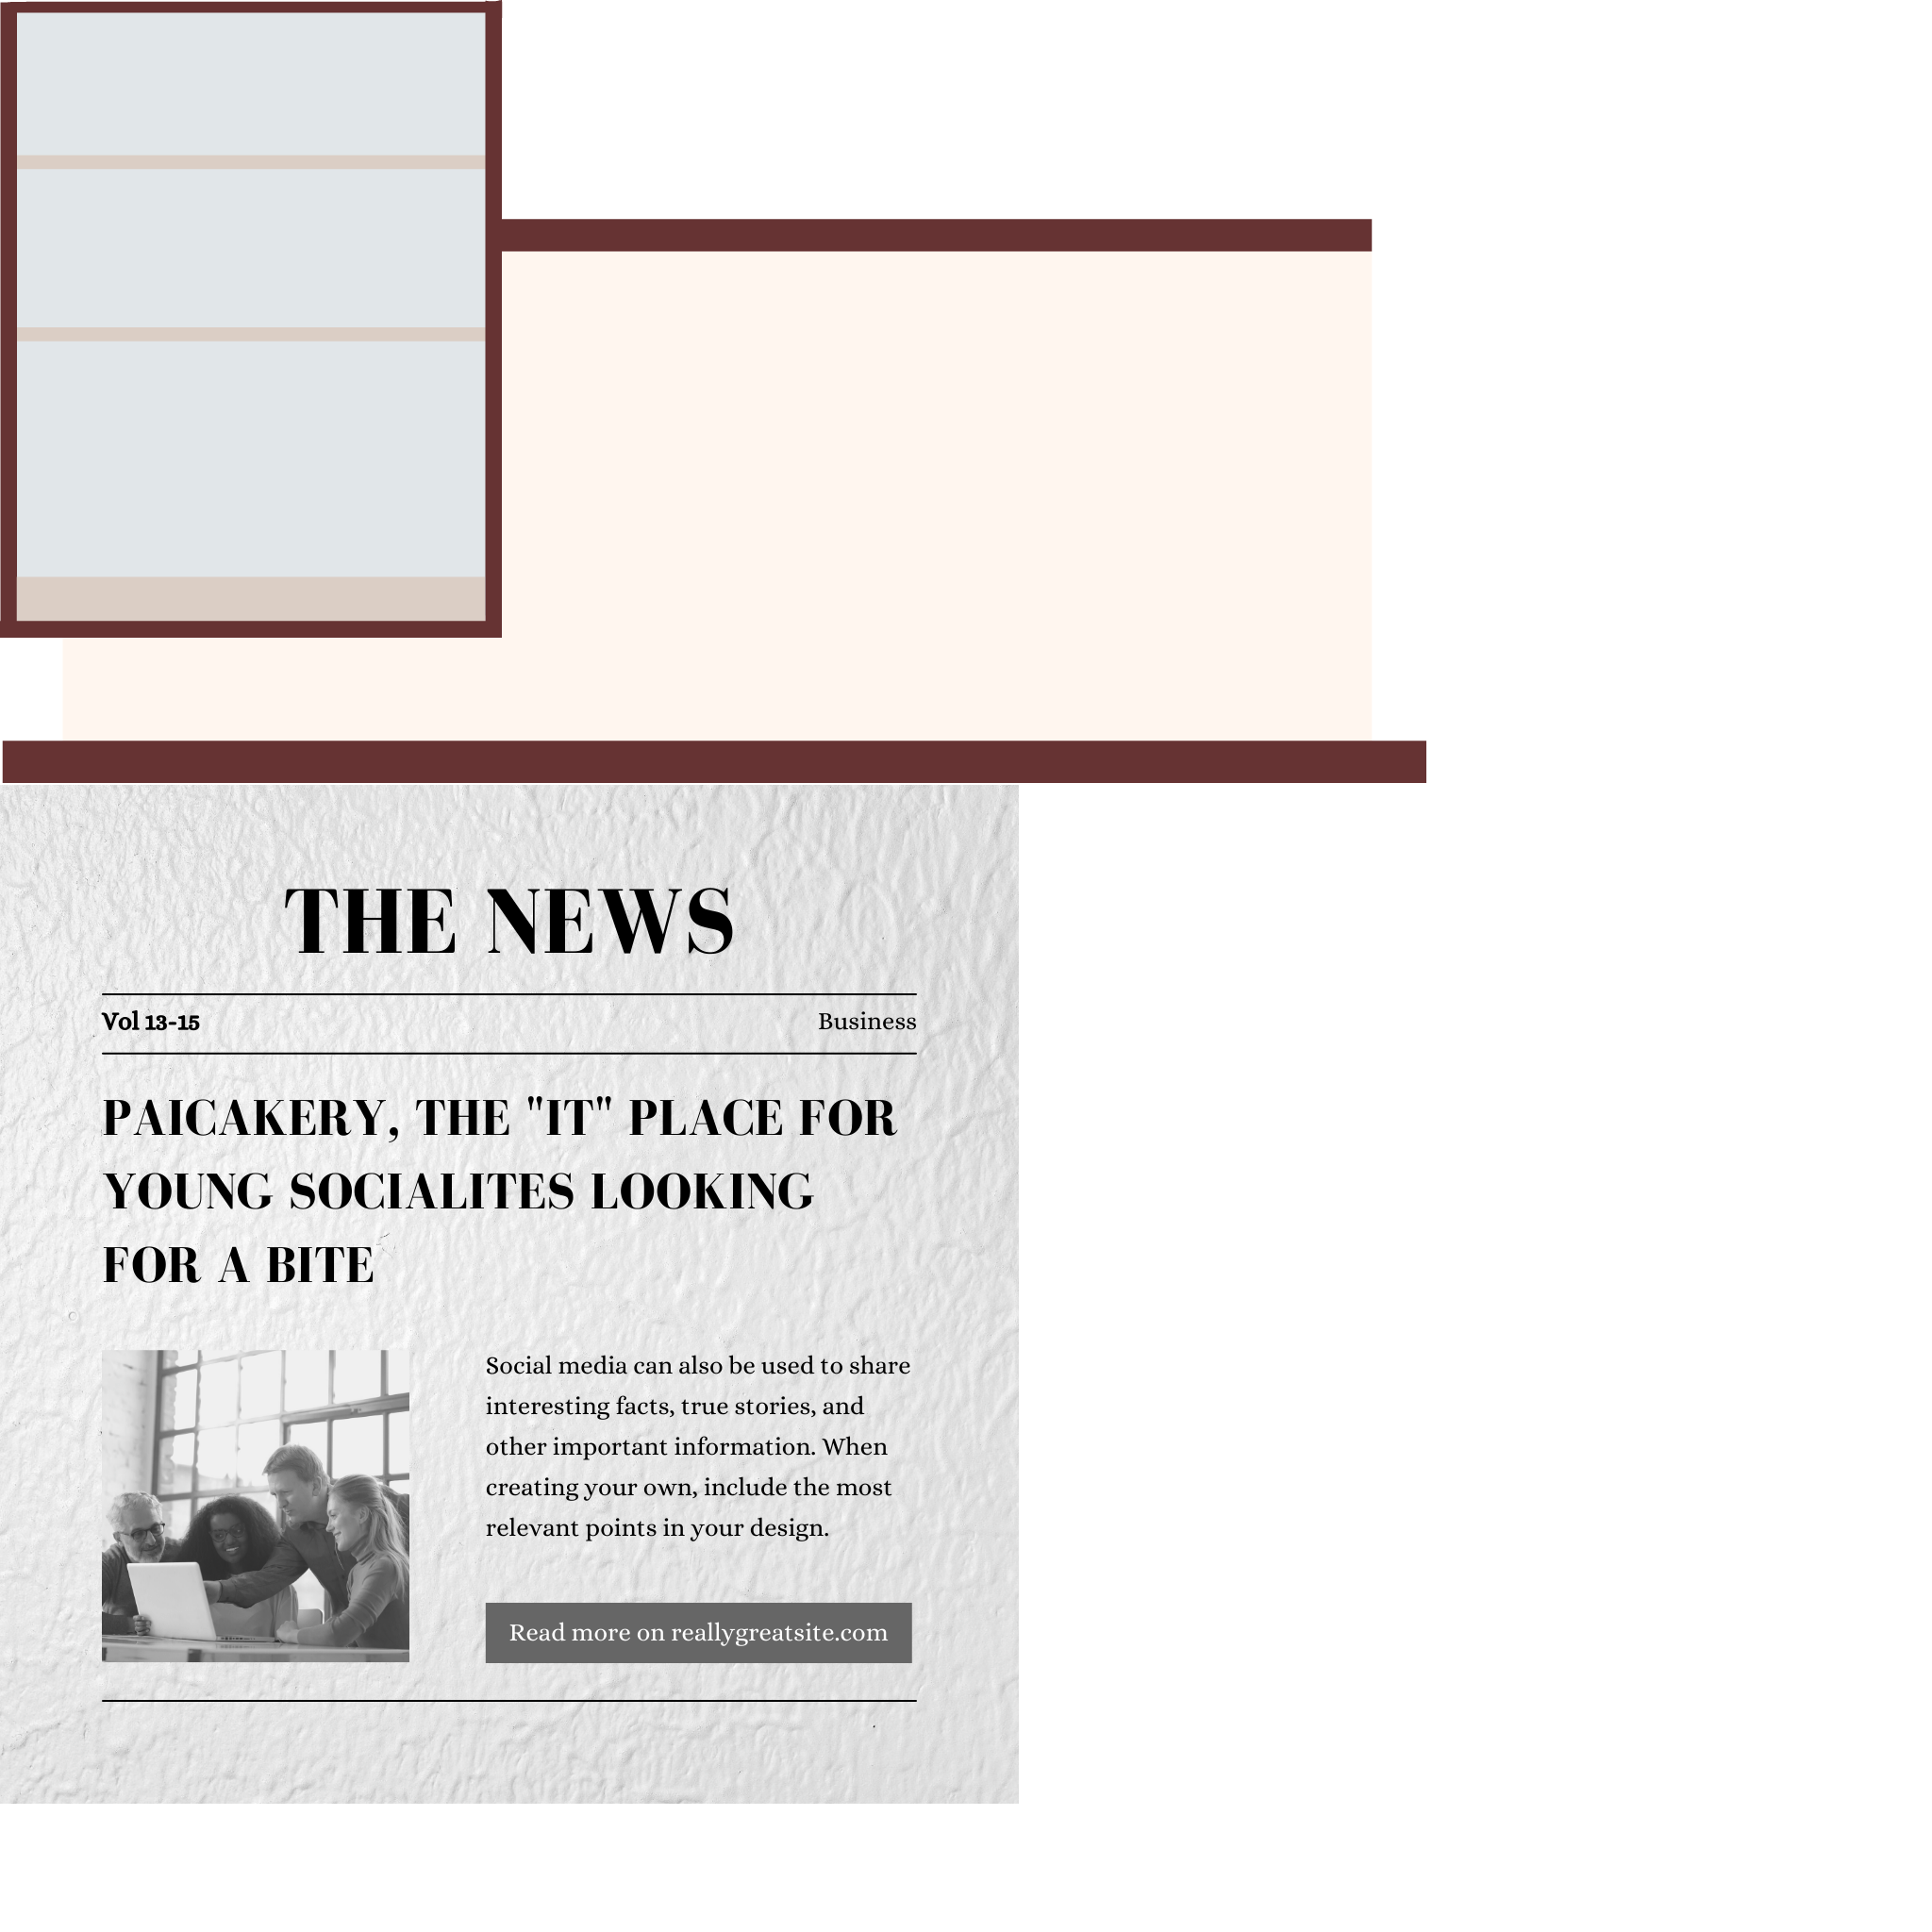 THE NEWS
Vol 13-15
Business
PAICAKERY, THE "IT" PLACE FOR
YOUNG SOCIALITES LOOKING
FOR A BITE
Social media can also be used to share
interesting facts, true stories, and
other important information. When
creating your own, include the most
relevant points in your design.
Read more on reallygreatsite.com